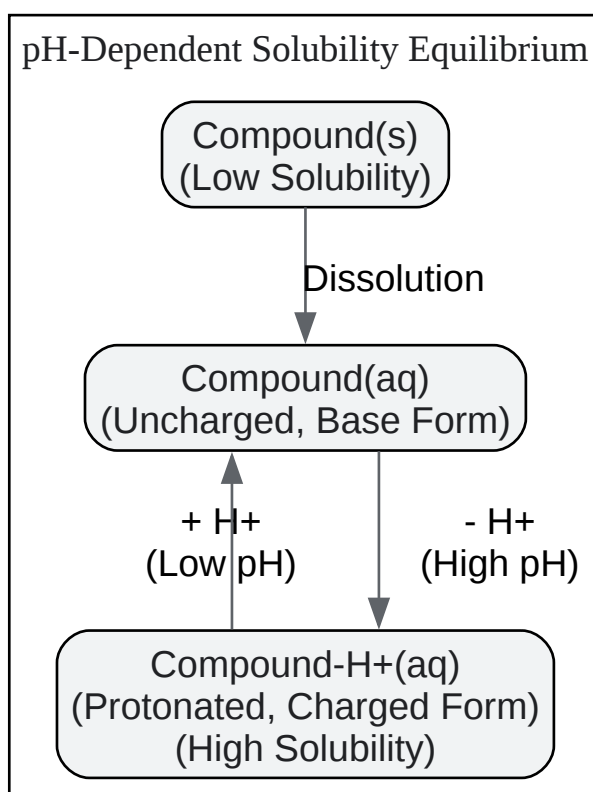 pH-Dependent Solubility Equilibrium
Compound(s)
(Low Solubility)
Dissolution
Compound(aq)
(Uncharged, Base Form)
+ H+
(Low pH)
- H+
(High pH)
Compound-H+(aq)
(Protonated, Charged Form)
(High Solubility)